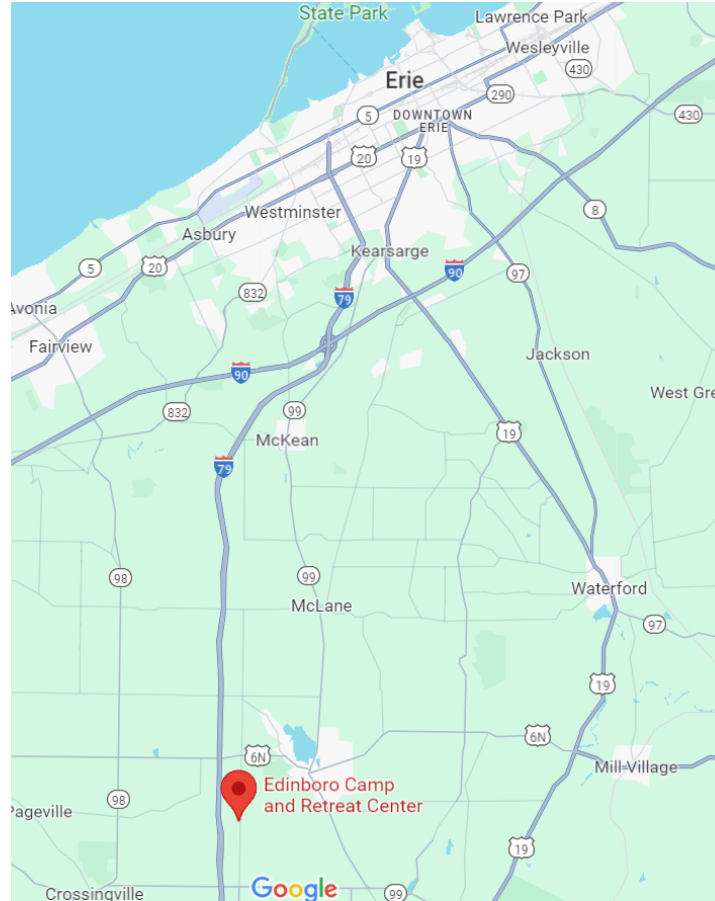 State Park
Lawrence Park
Wesleyville
430
Erie
290
5
DOWNTOWN
ERIE
430
20
19
8
Westminster
Asbury
Kearsarge
5
20
90
97
832
79
Avonia
Fairview
Jackson
90
West Gre
832
99
19
McKean
79
98
99
Waterford
McLane
97
19
6N
6N
Mill Village
Edinboro Camp
and Retreat Center
98
Pageville
19
Google
Crossingville
99